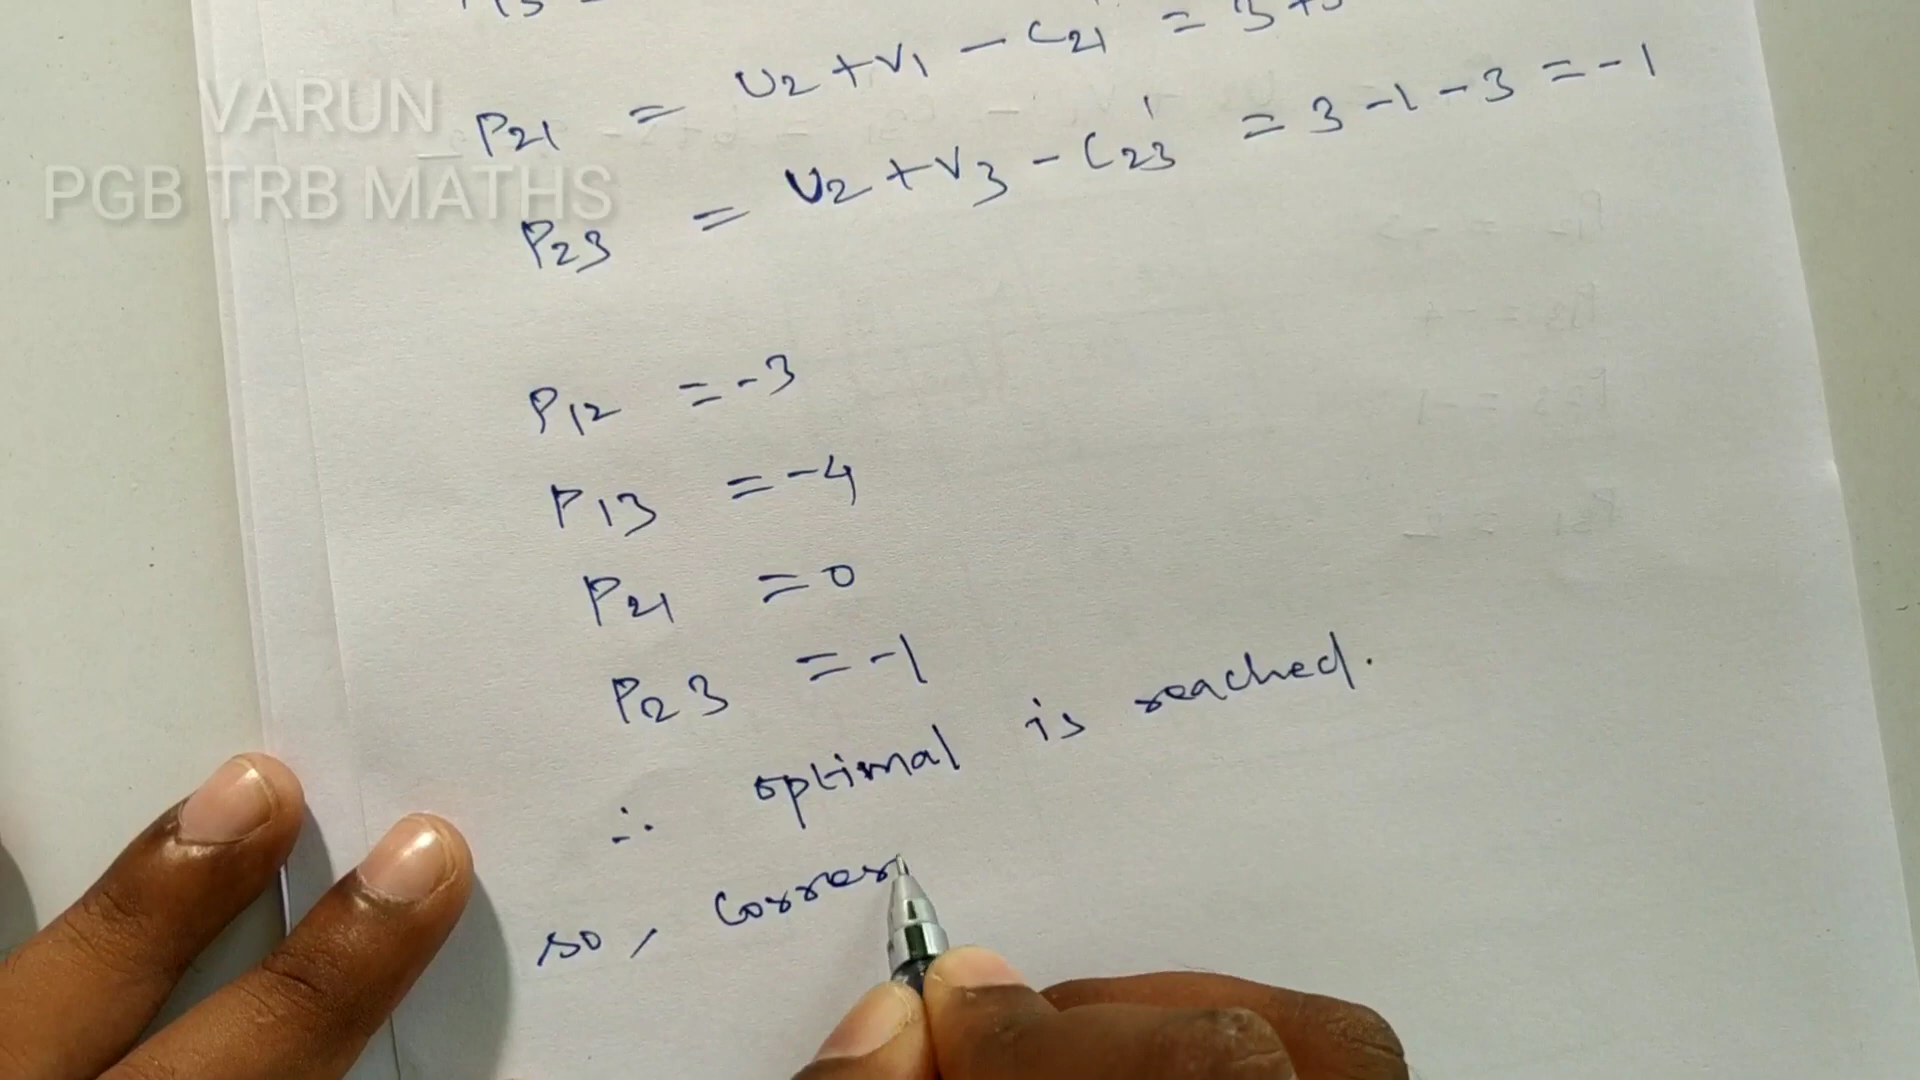 P21 = U2 + V1 - C21 = 3 +
P23 = U2 + V3 - C23 = 3 - 1 - 3 = -1
VARUN
PGB TRB MATHS
P12 = -3
P13 = -4
P21 = 0
P23 = -1
∴ optimal is reached.
so, Corres